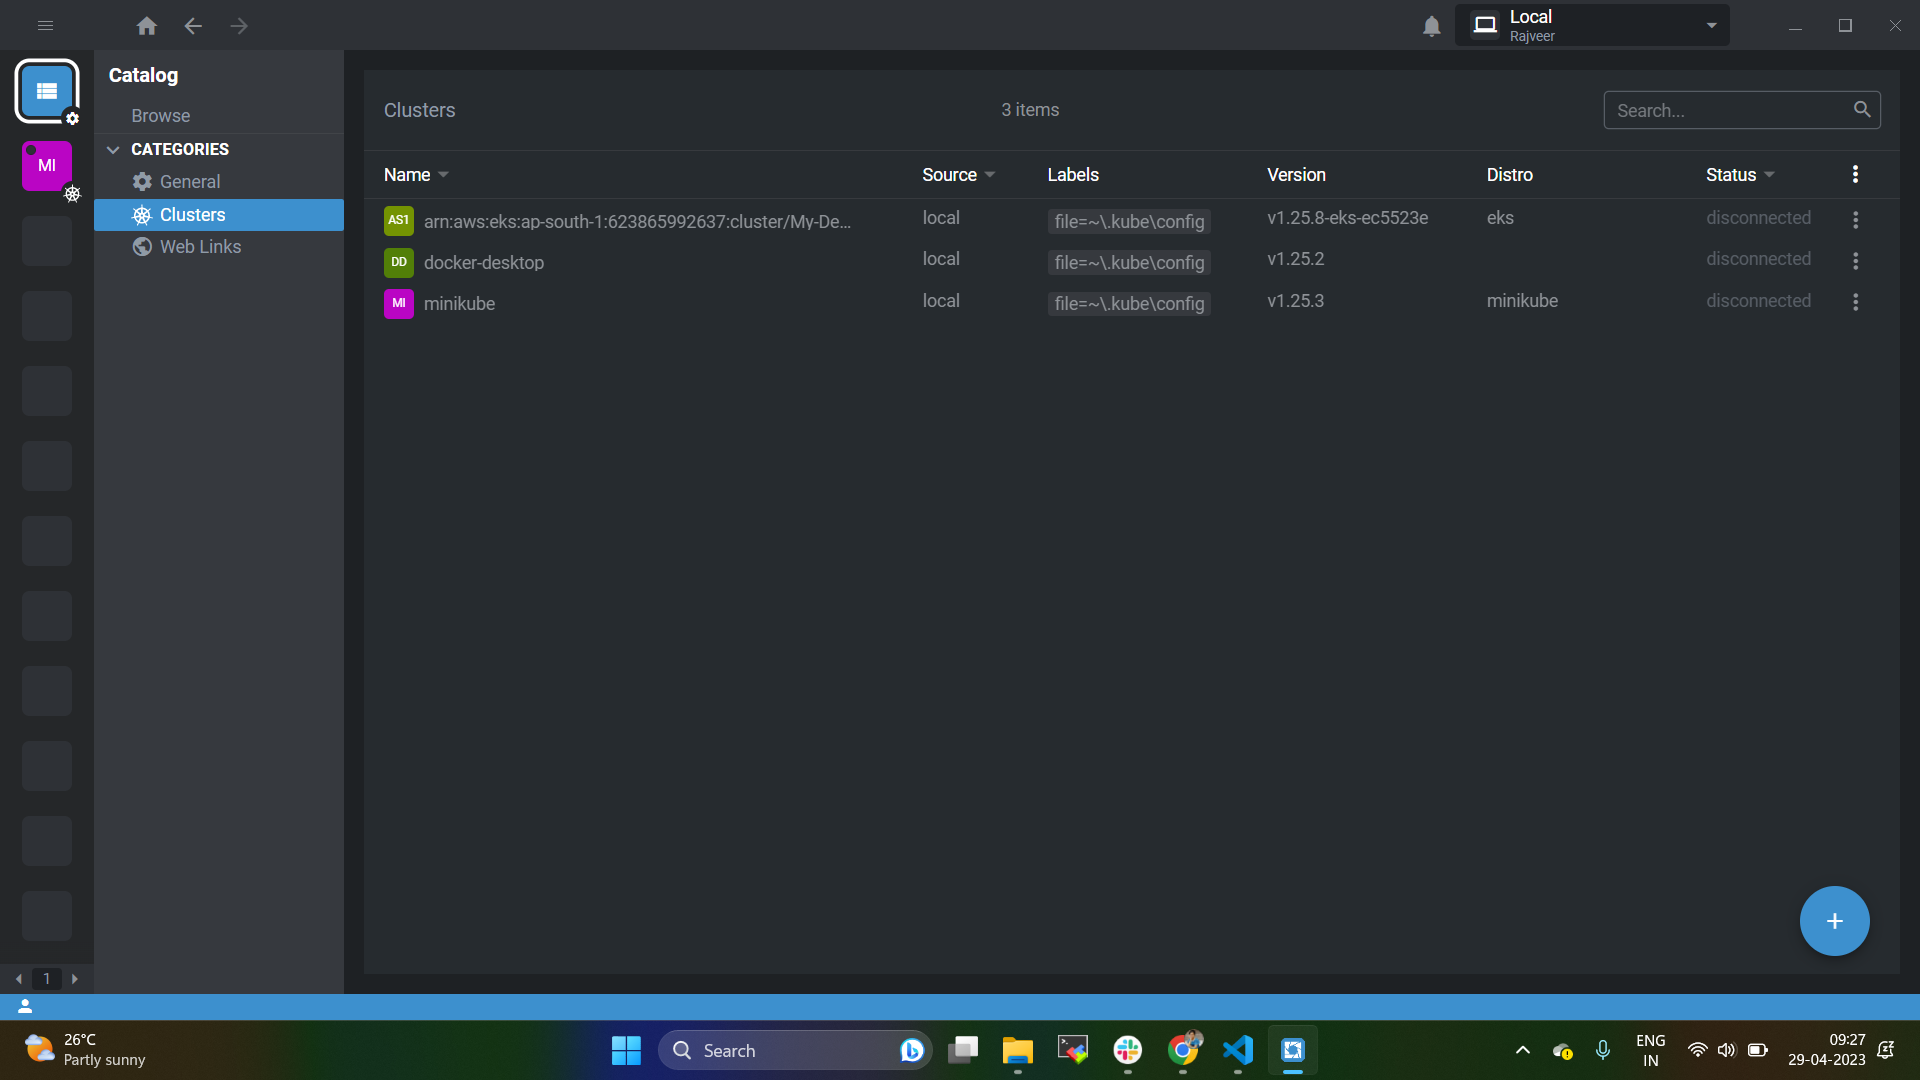 Local
Rajveer
Catalog
Browse
CATEGORIES
General
Clusters
Web Links
MI
1
Clusters
3 items
Search...
Name Source Labels Version Distro Status
AS1 arn:aws:eks:ap-south-1:623865992637:cluster/My-De... local file=~\.kube\config v1.25.8-eks-ec5523e eks disconnected
DD docker-desktop local file=~\.kube\config v1.25.2 disconnected
MI minikube local file=~\.kube\config v1.25.3 minikube disconnected
+
26°C
Partly sunny
Search
ENG
IN
09:27
29-04-2023